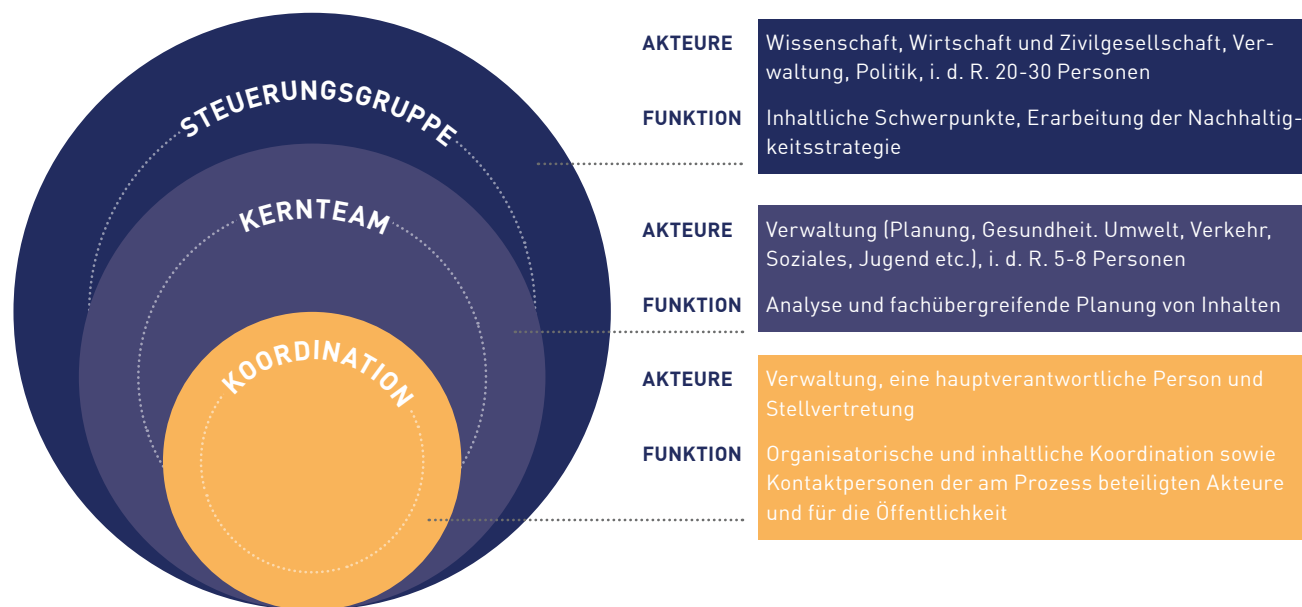 STEUERUNGSGRUPPE
AKTEURE
Wissenschaft, Wirtschaft und Zivilgesellschaft, Ver-
waltung, Politik, i. d. R. 20-30 Personen
FUNKTION
Inhaltliche Schwerpunkte, Erarbeitung der Nachhaltig-
keitsstrategie
KERNTEAM
AKTEURE
Verwaltung (Planung, Gesundheit. Umwelt, Verkehr,
Soziales, Jugend etc.), i. d. R. 5-8 Personen
FUNKTION
Analyse und fachübergreifende Planung von Inhalten
KOORDINATION
AKTEURE
Verwaltung, eine hauptverantwortliche Person und
Stellvertretung
FUNKTION
Organisatorische und inhaltliche Koordination sowie
Kontaktpersonen der am Prozess beteiligten Akteure
und für die Öffentlichkeit